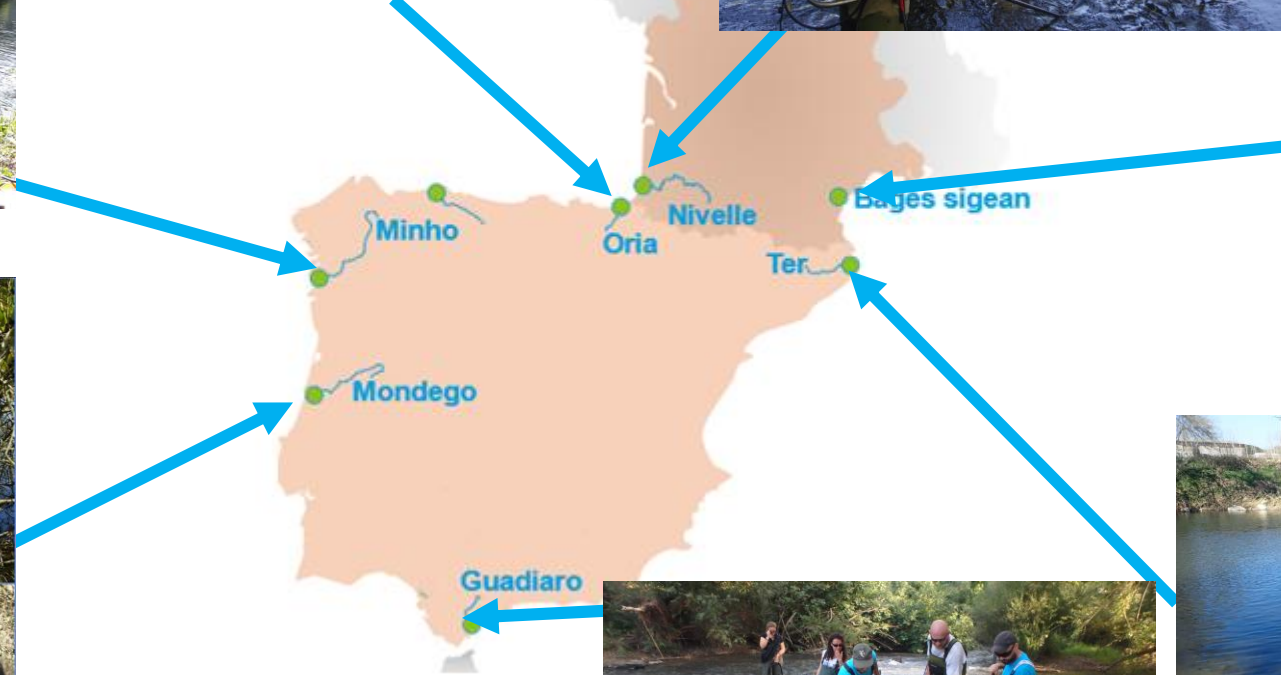 Bages sigean
Nivelle
Minho
Oria
Ter
Mondego
Guadiaro